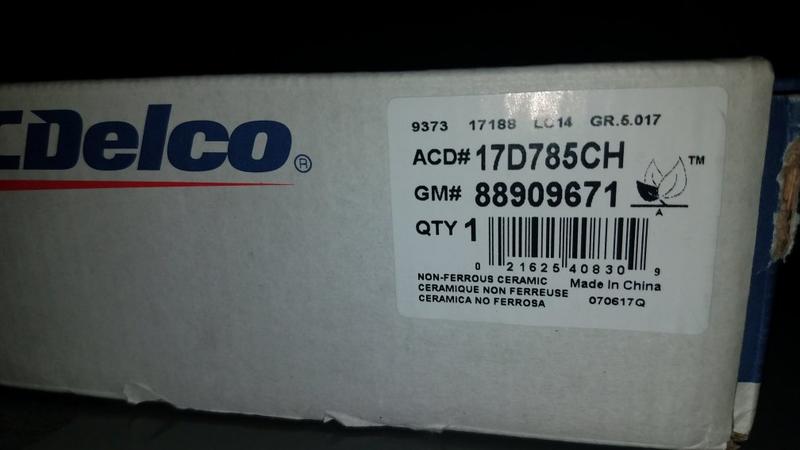 CDelco®
9373 17188 LC14 GR.5.017
ACD# 17D785CH
GM# 88909671
TM
A
QTY 1
0 21625 40830 9
NON-FERROUS CERAMIC
CERAMIQUE NON FERREUSE
CERAMICA NO FERROSA
Made In China
070617Q